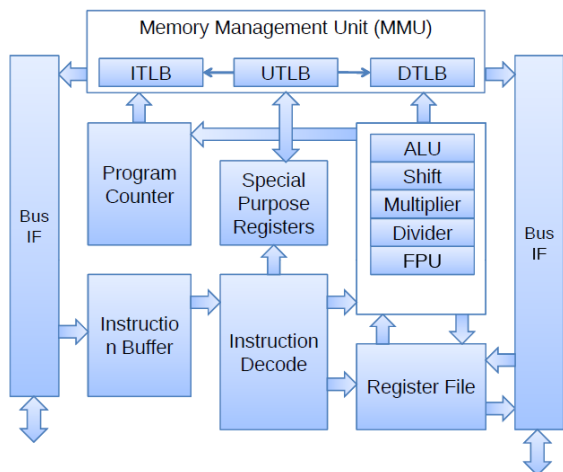 Memory Management Unit (MMU)
ITLB
UTLB
DTLB
Program
Counter
Special
Purpose
Registers
ALU
Shift
Multiplier
Divider
FPU
Bus
IF
Bus
IF
Instructio
n Buffer
Instruction
Decode
Register File